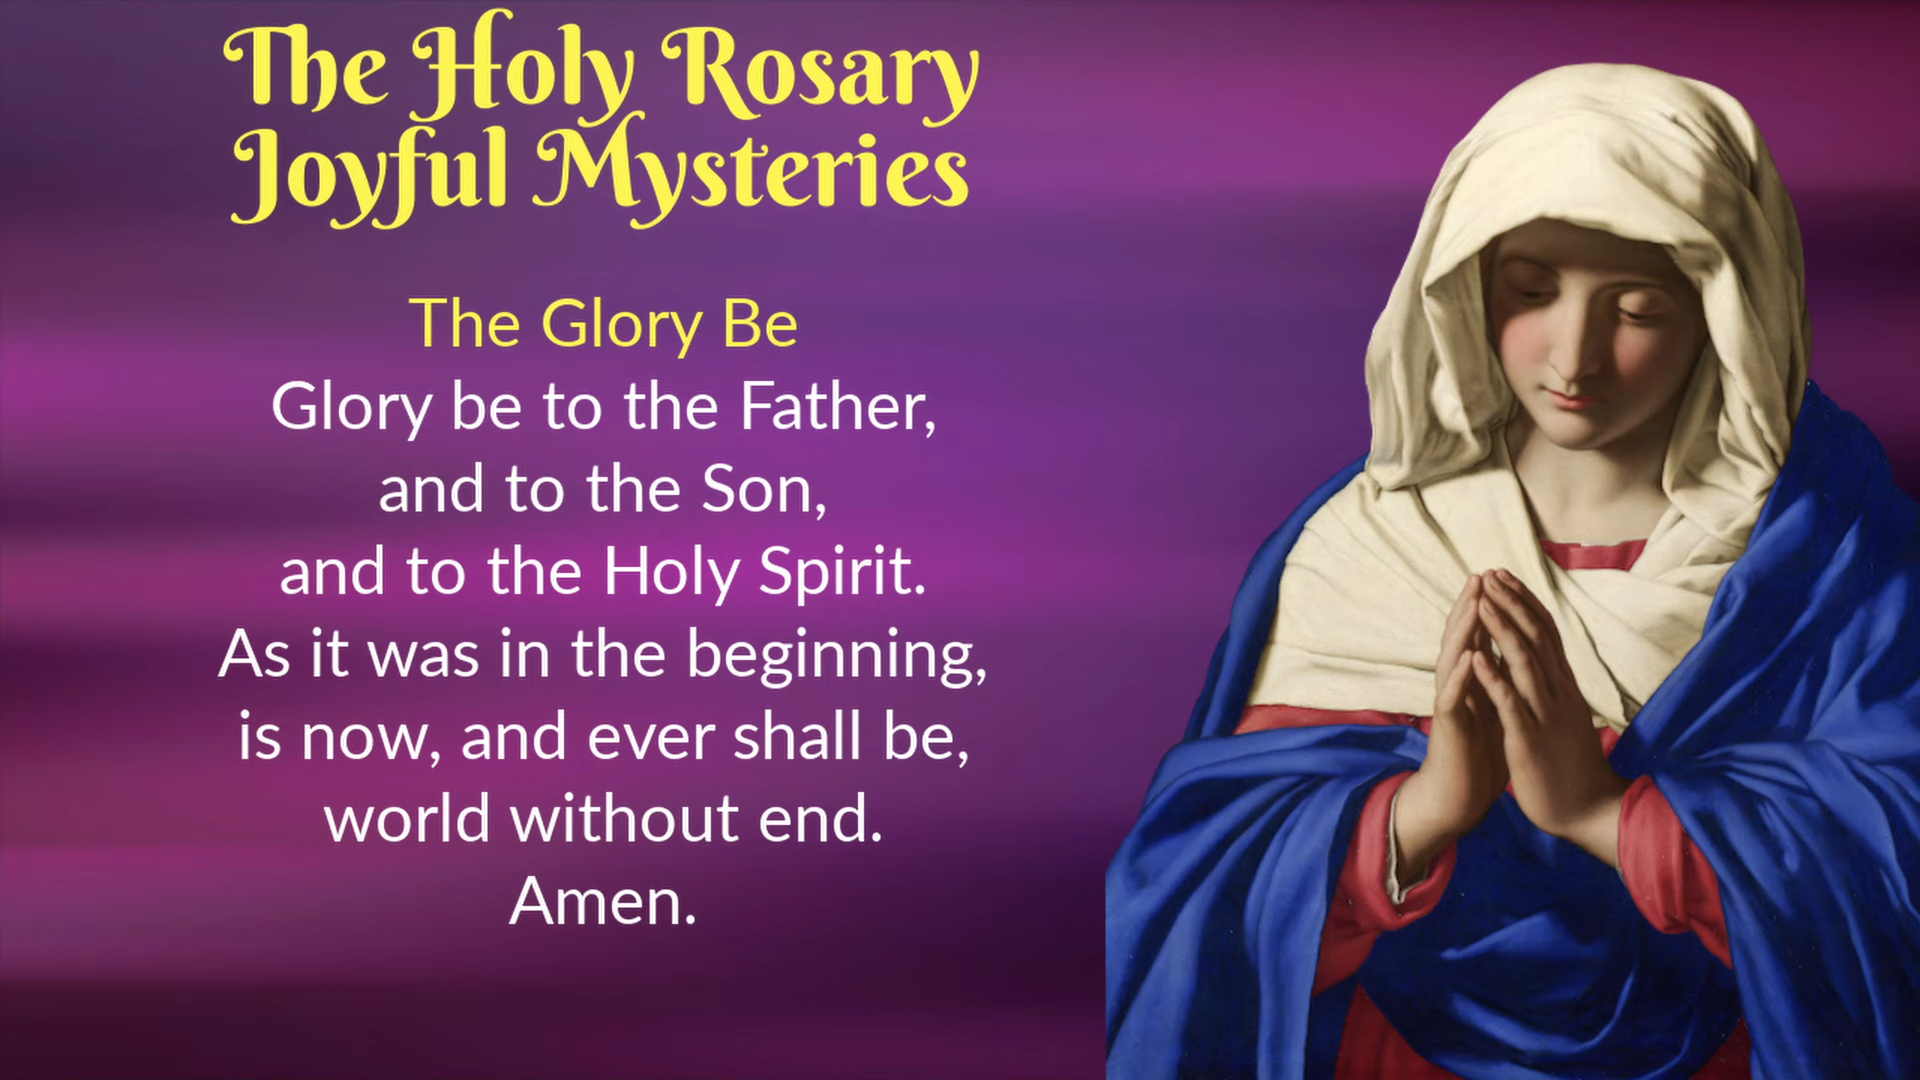 The Holy Rosary
Joyful Mysteries
The Glory Be
Glory be to the Father,
and to the Son,
and to the Holy Spirit.
As it was in the beginning,
is now, and ever shall be,
world without end.
Amen.